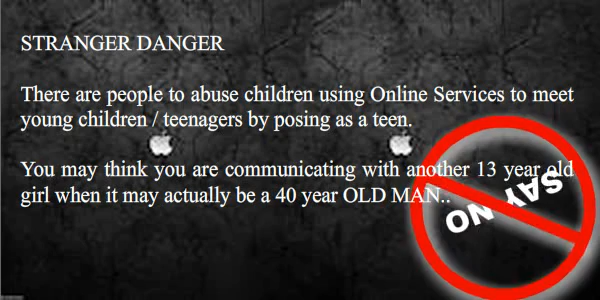 STRANGER DANGER
There are people to abuse children using Online Services to meet
young children / teenagers by posing as a teen.
You may think you are communicating with another 13 year old
girl when it may actually be a 40 year OLD MAN..
SAY NO